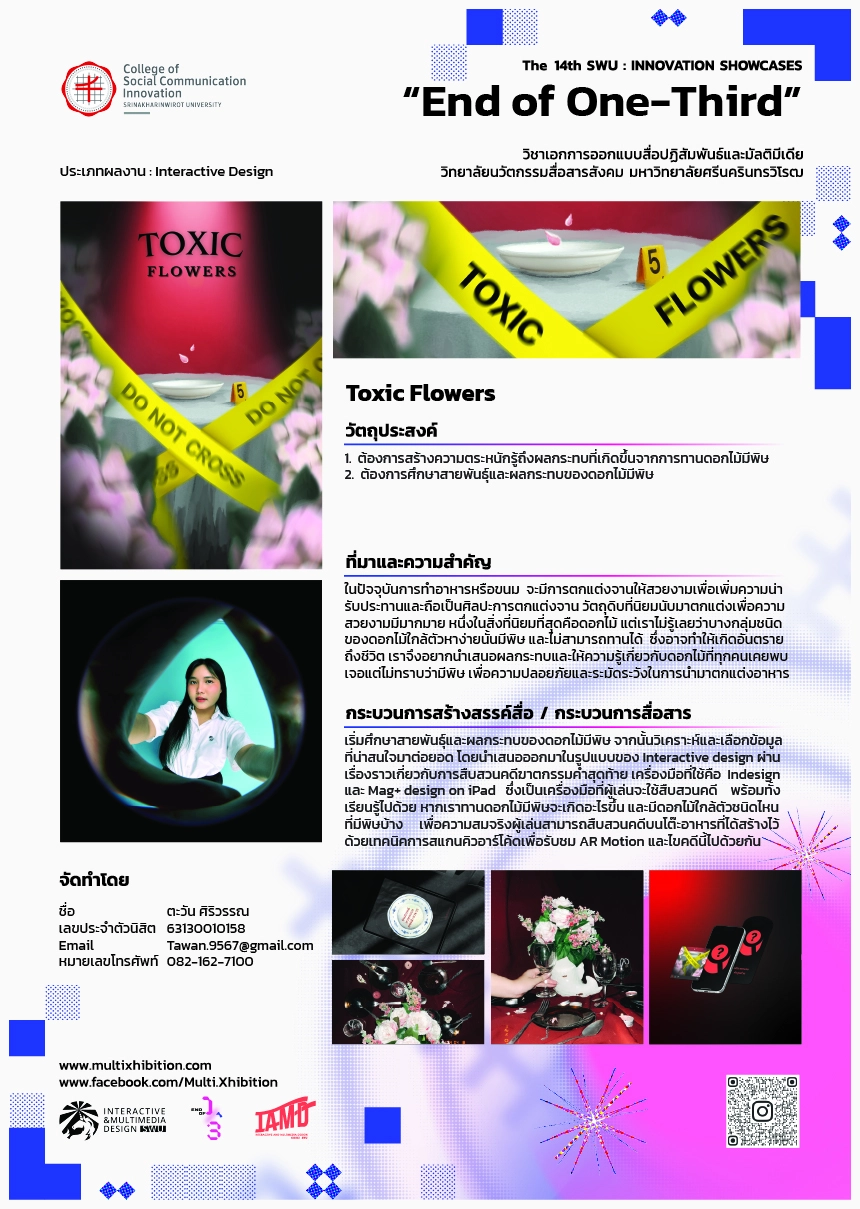 College of
Social Communication
Innovation
SRINAKHARINWIROT UNIVERSITY
The 14th SWU : INNOVATION SHOWCASES
“End of One-Third”
วิชาเอกการออกแบบสื่อปฏิสัมพันธ์และมัลติมีเดีย
วิทยาลัยนวัตกรรมสื่อสารสังคม มหาวิทยาลัยศรีนครินทรวิโรฒ
ประเภทผลงาน : Interactive Design
TOXIC
FLOWERS
DO NOT CROSS
DO NOT C
CROSS
SS
5
TOXIC
FLOWERS
5
Toxic Flowers
วัตถุประสงค์
1. ต้องการสร้างความตระหนักรู้ถึงผลกระทบที่เกิดขึ้นจากการทานดอกไม้มีพิษ
2. ต้องการศึกษาสายพันธุ์และผลกระทบของดอกไม้มีพิษ
ที่มาและความสำคัญ
ในปัจจุบันการทำอาหารหรือขนม จะมีการตกแต่งจานให้สวยงามเพื่อเพิ่มความน่า
รับประทานและถือเป็นศิลปะการตกแต่งจาน วัตถุดิบที่นิยมนับมาตกแต่งเพื่อความ
สวยงามมีมากมาย หนึ่งในสิ่งที่นิยมที่สุดคือดอกไม้ แต่เราไม่รู้เลยว่าบางกลุ่มชนิด
ของดอกไม้ใกล้ตัวหาง่ายนั้นมีพิษ และไม่สามารถทานได้ ซึ่งอาจทำให้เกิดอันตราย
ถึงชีวิต เราจึงอยากนำเสนอผลกระทบและให้ความรู้เกี่ยวกับดอกไม้ที่ทุกคนเคยพบ
เจอแต่ไม่ทราบว่ามีพิษ เพื่อความปลอยภัยและระมัดระวังในการนำมาตกแต่งอาหาร
กระบวนการสร้างสรรค์สื่อ / กระบวนการสื่อสาร
เริ่มศึกษาสายพันธุ์และผลกระทบของดอกไม้มีพิษ จากนั้นวิเคราะห์และเลือกข้อมูล
ที่น่าสนใจมาต่อยอด โดยนำเสนอออกมาในรูปแบบของ Interactive design ผ่าน
เรื่องราวเกี่ยวกับการสืบสวนคดีฆาตกรรมคำสุดท้าย เครื่องมือที่ใช้คือ Indesign
และ Mag+ design on iPad ซึ่งเป็นเครื่องมือที่ผู้เล่นจะใช้สืบสวนคดี พร้อมทั้ง
เรียนรู้ไปด้วย หากเราทานดอกไม้มีพิษจะเกิดอะไรขึ้น และมีดอกไม้ใกล้ตัวชนิดไหน
ที่มีพิษบ้าง เพื่อความสมจริงผู้เล่นสามารถสืบสวนคดีบนโต๊ะอาหารที่ได้สร้างไว้
ด้วยเทคนิคการสแกนคิวอาร์โค้ดเพื่อรับชม AR Motion และไขคดีนี้ไปด้วยกัน
จัดทำโดย
ชื่อ ตะวัน ศิริวรรณ
เลขประจำตัวนิสิต 63130010158
Email Tawan.9567@gmail.com
หมายเลขโทรศัพท์ 082-162-7100
www.multixhibition.com
www.facebook.com/Multi.Xhibition
INTERACTIVE
&MULTIMEDIA
DESIGN SWU
END
OF
1
3
IAMD